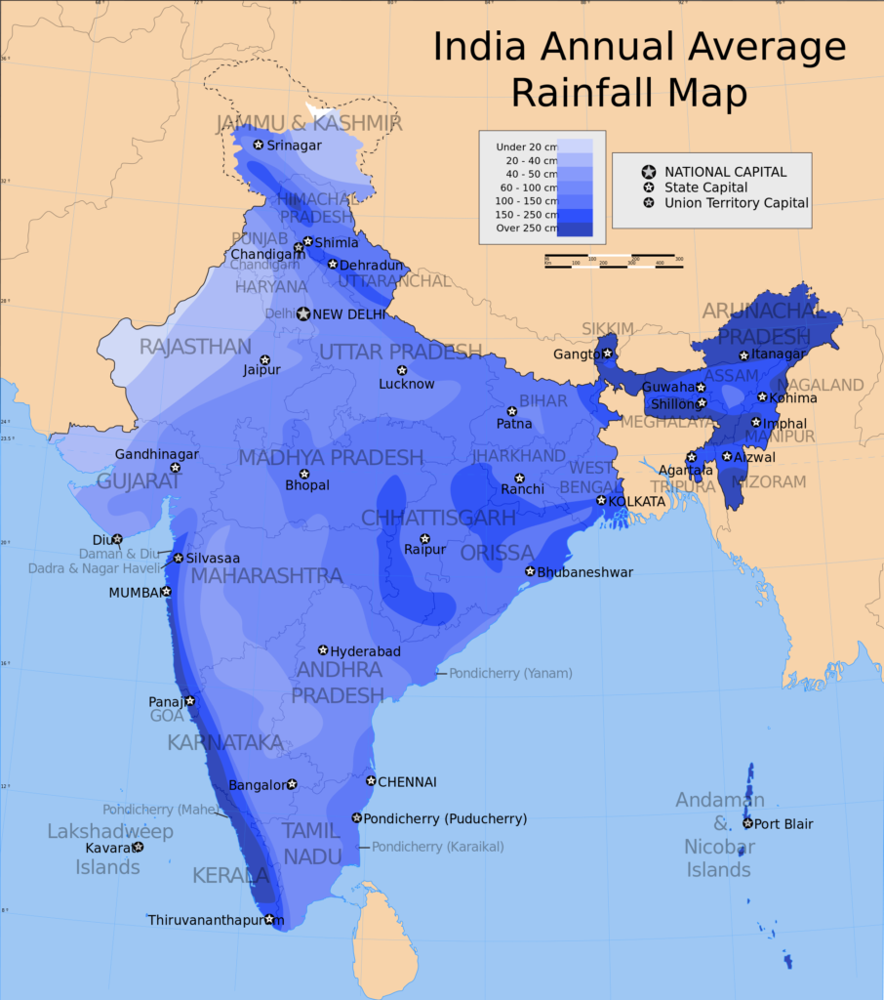 India Annual Average
Rainfall Map
Under 20 cm
20 - 40 cm
40 - 50 cm
60 - 100 cm
100 - 150 cm
150 - 250 cm
Over 250 cm
NATIONAL CAPITAL
State Capital
Union Territory Capital
JAMMU & KASHMIR
Srinagar
HIMACHAL
PRADESH
PUNJAB
Shimla
Chandigarh
Chandigarh
Dehradun
UTTARANCHAL
HARYANA
Delhi
NEW DELHI
ARUNACHAL
PRADESH
SIKKIM
RAJASTHAN
UTTAR PRADESH
Gangtok
Itanagar
Jaipur
Lucknow
ASSAM
NAGALAND
Guwahati
BIHAR
Shillong
Kohima
Patna
MEGHALAYA
Imphal
MANIPUR
Gandhinagar
MADHYA PRADESH
JHARKHAND
Aizwal
GUJARAT
Bhopal
WEST
BENGAL
Agartala
Ranchi
TRIPURA
MIZORAM
KOLKATA
CHHATTISGARH
Diu
Raipur
ORISSA
Daman & Diu
Silvasaa
Dadra & Nagar Haveli
MAHARASHTRA
Bhubaneshwar
MUMBAI
Hyderabad
ANDHRA
PRADESH
Pondicherry (Yanam)
Panaji
GOA
KARNATAKA
Bangalore
CHENNAI
Pondicherry (Mahe)
Pondicherry (Puducherry)
Andaman
&
Nicobar
Islands
Port Blair
Lakshadweep
Islands
Kavarati
TAMIL
NADU
Pondicherry (Karaikal)
KERALA
Thiruvananthapuram